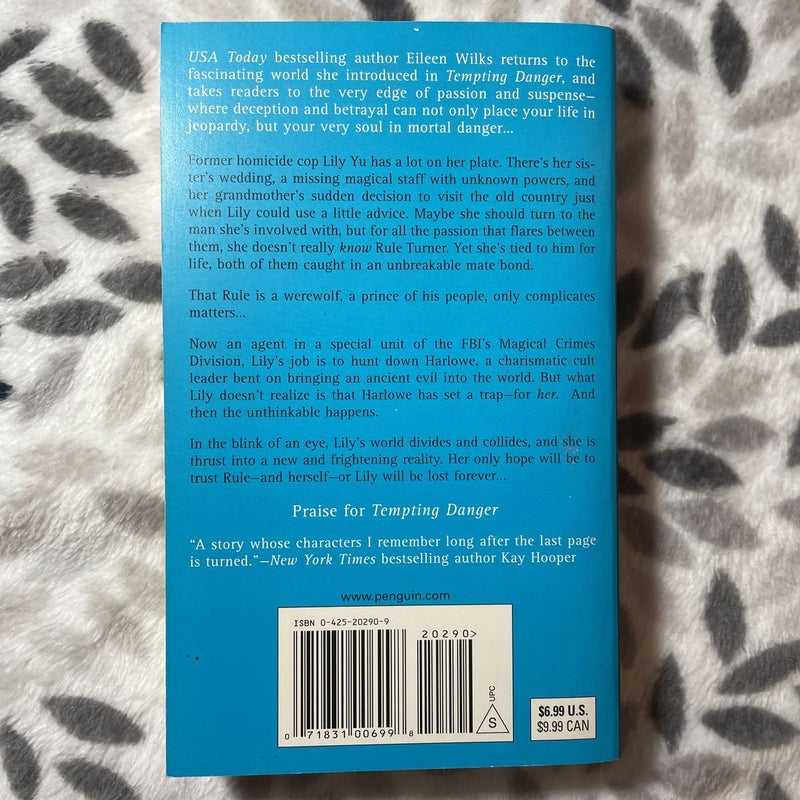 USA Today bestselling author Eileen Wilks returns to the
fascinating world she introduced in Tempting Danger, and
takes readers to the very edge of passion and suspense—
where deception and betrayal can not only place your life in
jeopardy, but your very soul in mortal danger...
Former homicide cop Lily Yu has a lot on her plate. There's her sis-
ter's wedding, a missing magical staff with unknown powers, and
her grandmother's sudden decision to visit the old country just
when Lily could use a little advice. Maybe she should turn to the
man she's involved with, but for all the passion that flares between
them, she doesn't really know Rule Turner. Yet she's tied to him for
life, both of them caught in an unbreakable mate bond.
That Rule is a werewolf, a prince of his people, only complicates
matters...
Now an agent in a special unit of the FBI's Magical Crimes
Division, Lily's job is to hunt down Harlowe, a charismatic cult
leader bent on bringing an ancient evil into the world. But what
Lily doesn't realize is that Harlowe has set a trap—for her. And
then the unthinkable happens.
In the blink of an eye, Lily's world divides and collides, and she is
thrust into a new and frightening reality. Her only hope will be to
trust Rule—and herself—or Lily will be lost forever...
Praise for Tempting Danger
"A story whose characters I remember long after the last page
is turned."—New York Times bestselling author Kay Hooper
www.penguin.com
ISBN 0-425-20290-9
20290>
0 71831 00699 8
UPC
S
$6.99 U.S.
$9.99 CAN